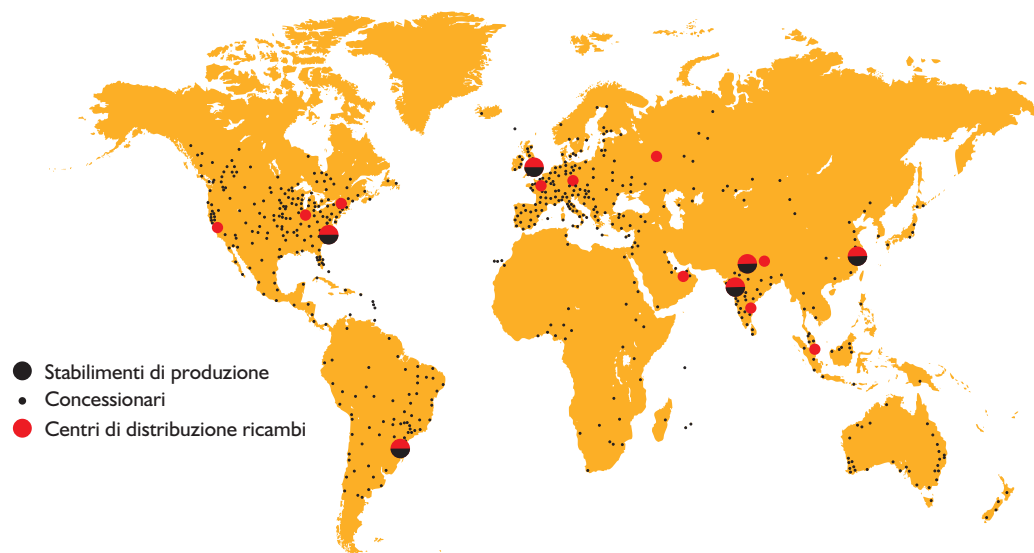 Stabilimenti di produzione
Concessionari
Centri di distribuzione ricambi